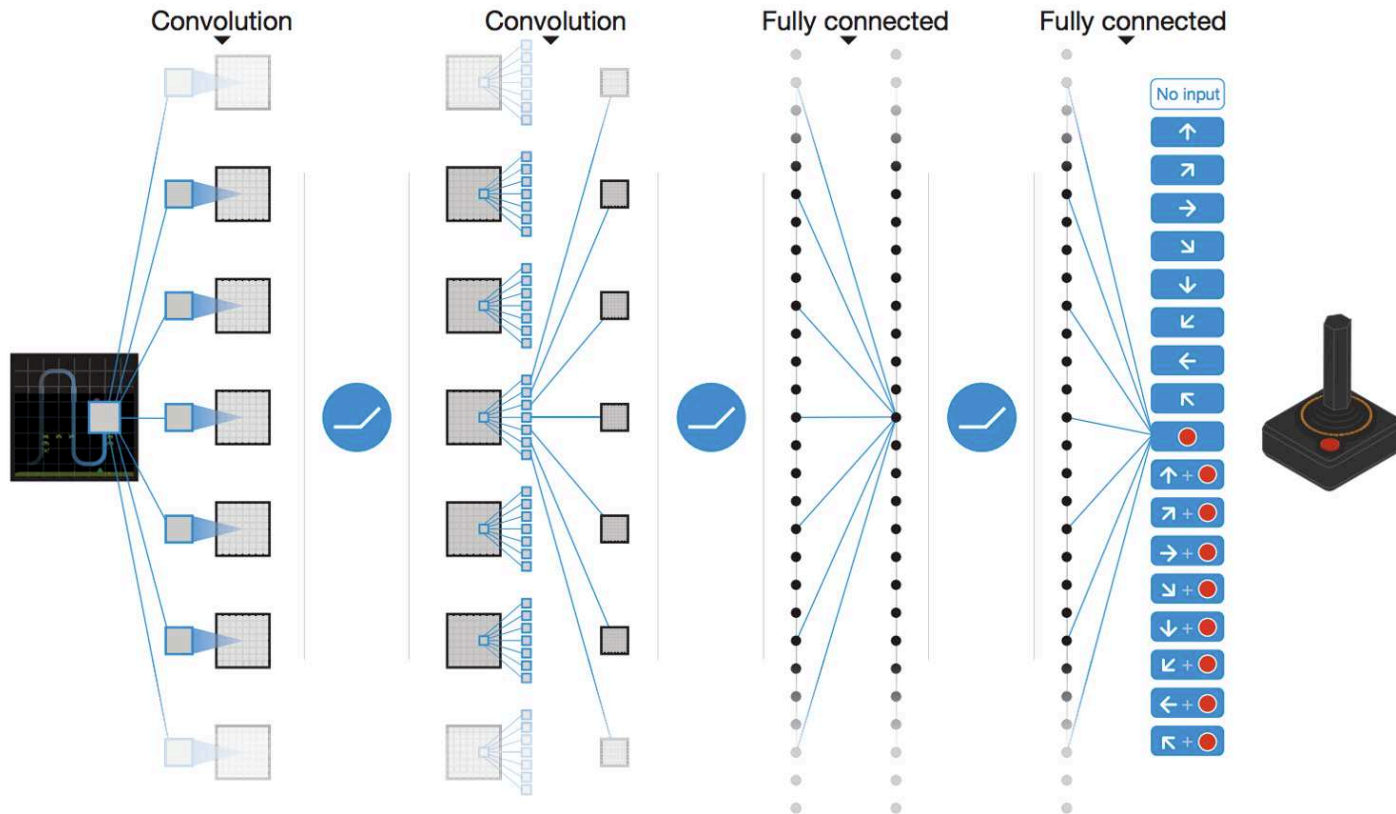 Convolution
Convolution
Fully connected
Fully connected
No input
+
+
+
+
+
+
+
+